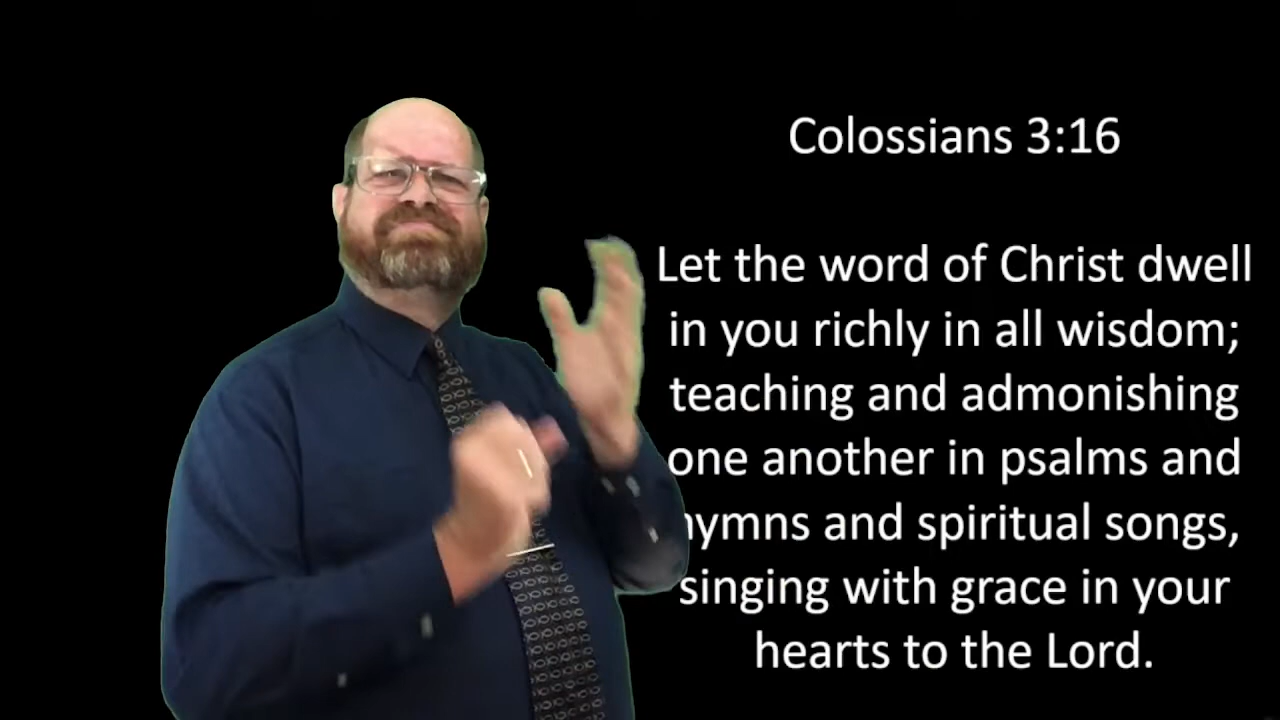 Colossians 3:16
Let the word of Christ dwell
in you richly in all wisdom;
teaching and admonishing
one another in psalms and
hymns and spiritual songs,
singing with grace in your
hearts to the Lord.